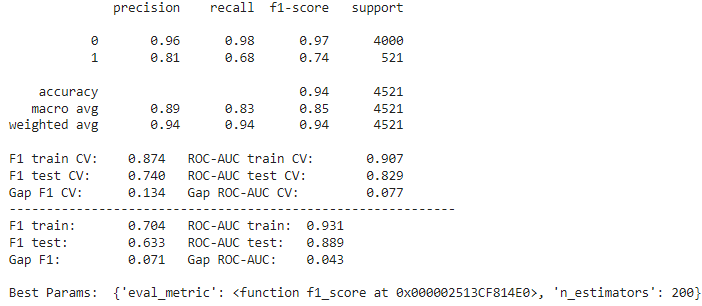 precision recall f1-score support
0 0.96 0.98 0.97 4000
1 0.81 0.68 0.74 521
accuracy 0.94 4521
macro avg 0.89 0.83 0.85 4521
weighted avg 0.94 0.94 0.94 4521
F1 train CV: 0.874 ROC-AUC train CV: 0.907
F1 test CV: 0.740 ROC-AUC test CV: 0.829
Gap F1 CV: 0.134 Gap ROC-AUC CV: 0.077
------------------------------------------------------------
F1 train: 0.704 ROC-AUC train: 0.931
F1 test: 0.633 ROC-AUC test: 0.889
Gap F1: 0.071 Gap ROC-AUC: 0.043
Best Params: {'eval_metric': <function f1_score at 0x000002513CF814E0>, 'n_estimators': 200}